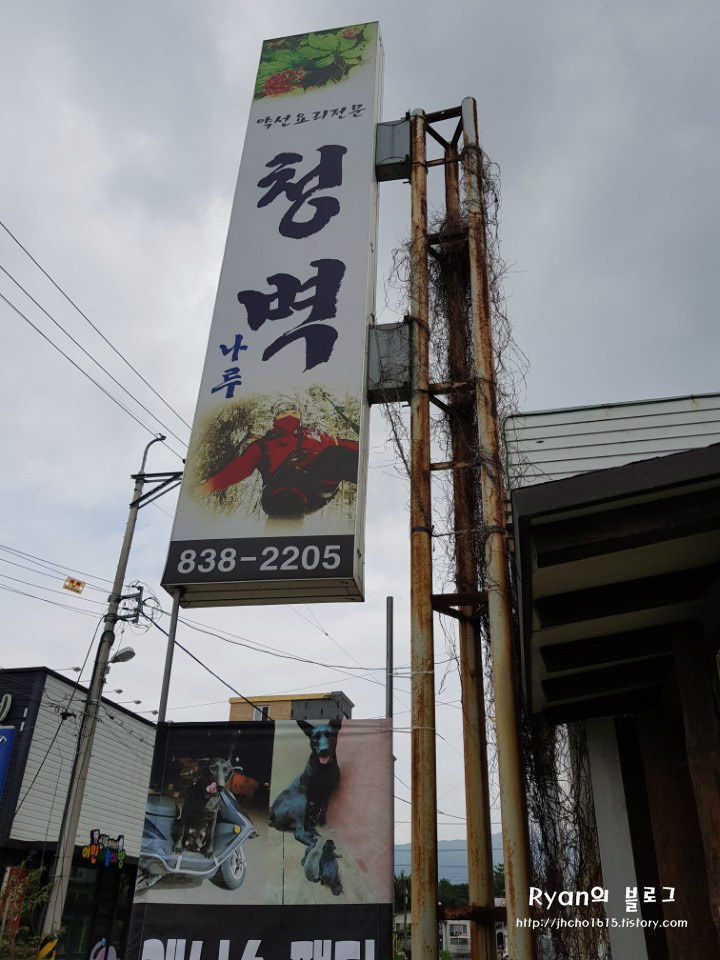 약선요리전문
청벽
나루
838-2205
Ryan의 블로그
http://jhcho1615.tistory.com